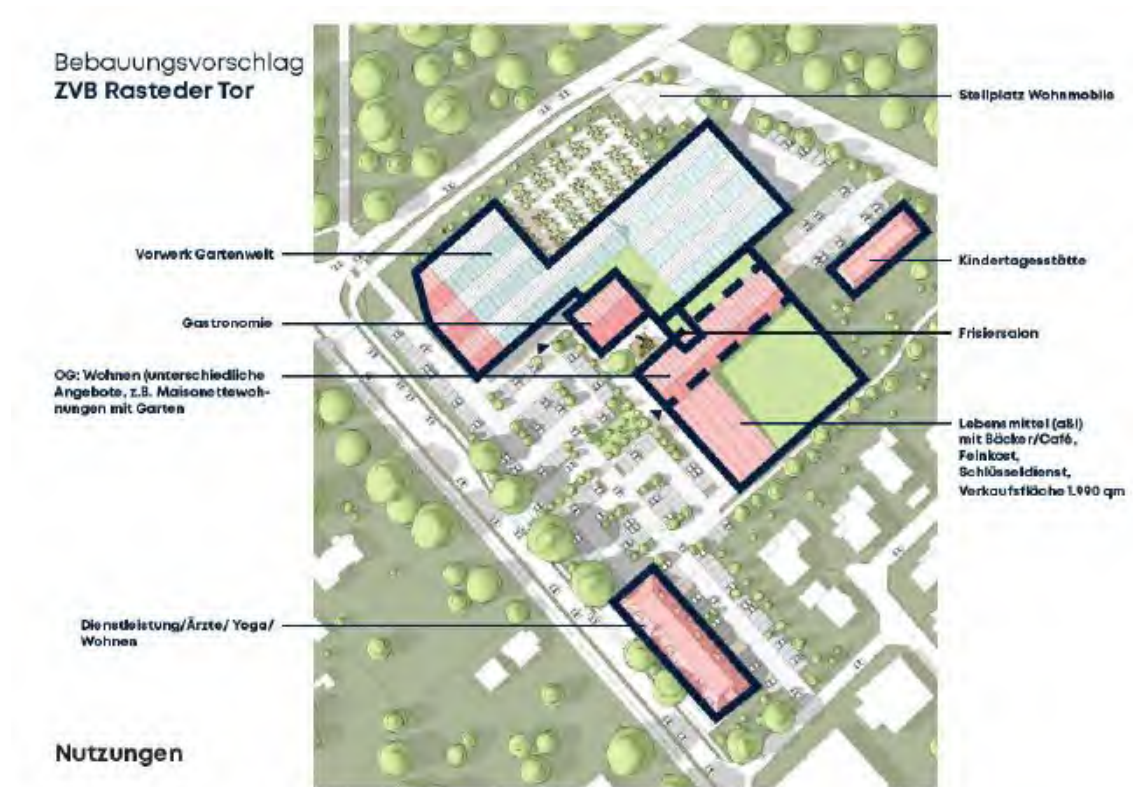 Bebauungsvorschlag
ZVB Rasteder Tor
Stellplatz Wohnmobile
Vorwerk Gartenwelt
Kindertagesstätte
Gastronomie
Frisiersalon
OG: Wohnen (unterschiedliche
Angebote, z.B. Maisonettewoh-
nungen mit Garten
Lebensmittel (aldi)
mit Bäcker/Café,
Feinkost,
Schlüsseldienst,
Verkaufsfläche 1.990 qm
Dienstleistung/Ärzte/ Yoga/
Wohnen
Nutzungen